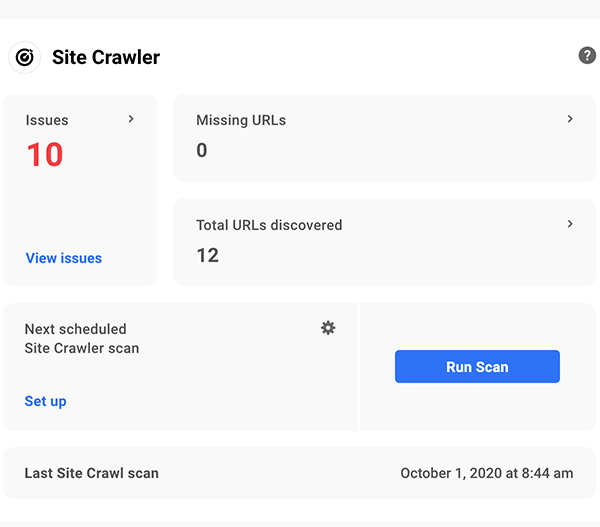 Site Crawler
?
Issues
10
View issues
Missing URLs
0
Total URLs discovered
12
Next scheduled
Site Crawler scan
Set up
Run Scan
Last Site Crawl scan
October 1, 2020 at 8:44 am